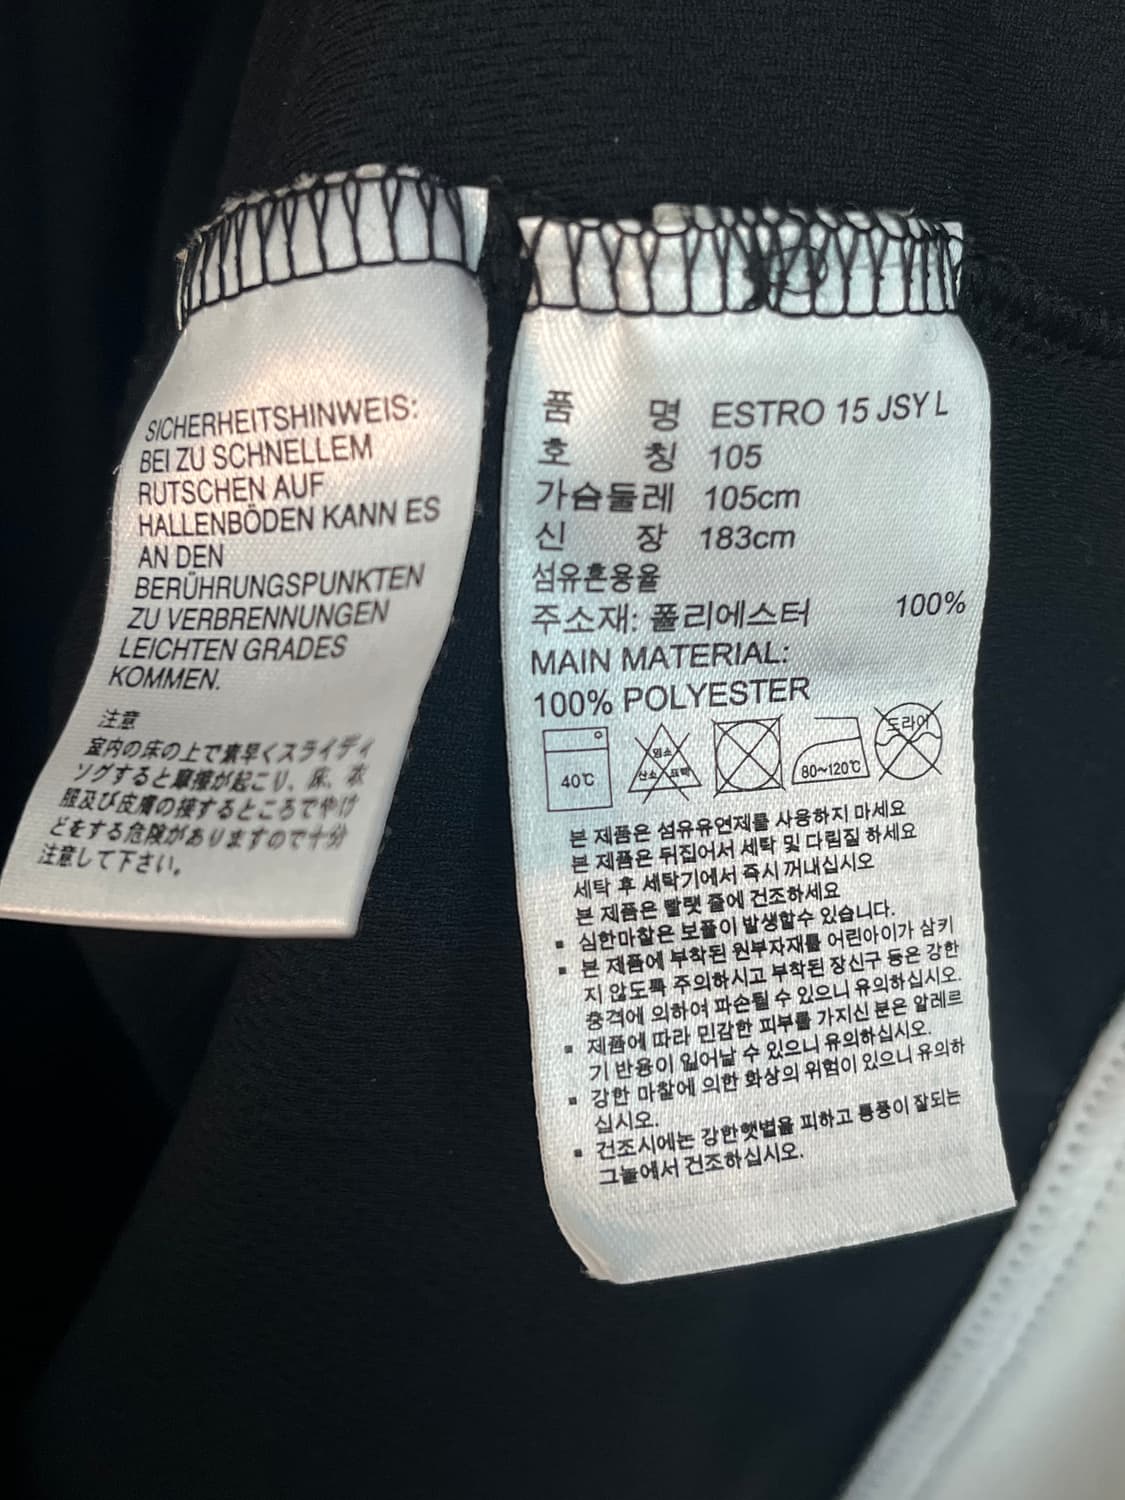 SICHERHEITSHINWEIS:
BEI ZU SCHNELLEM
RUTSCHEN AUF
HALLENBÖDEN KANN ES
AN DEN
BERÜHRUNGSPUNKTEN
ZU VERBRENNUNGEN
LEICHTEN GRADES
KOMMEN.
注意
室内の床の上で素早くスライディ
ングすると摩擦が起こり、床、衣
服及び皮膚の接するところでやけ
どをする危険がありますので十分
注意して下さい。
품 명 ESTRO 15 JSY L
호 칭 105
가슴둘레 105cm
신 장 183cm
섬유혼용율
주소재: 폴리에스터 100%
MAIN MATERIAL:
100% POLYESTER
40℃
염소
산소 표백
80~120℃
드라이
본 제품은 섬유유연제를 사용하지 마세요
본 제품은 뒤집어서 세탁 및 다림질 하세요
세탁 후 세탁기에서 즉시 꺼내십시오
본 제품은 빨랫 줄에 건조하세요
▪ 심한마찰은 보풀이 발생할수 있습니다.
▪ 본 제품에 부착된 원부자재를 어린아이가 삼키
지 않도록 주의하시고 부착된 장신구 등은 강한
충격에 의하여 파손될 수 있으니 유의하십시오.
▪ 제품에 따라 민감한 피부를 가지신 분은 알레르
기 반응이 일어날 수 있으니 유의하십시오.
▪ 강한 마찰에 의한 화상의 위험이 있으니 유의하
십시오.
▪ 건조시에는 강한햇볕을 피하고 통풍이 잘되는
그늘에서 건조하십시오.